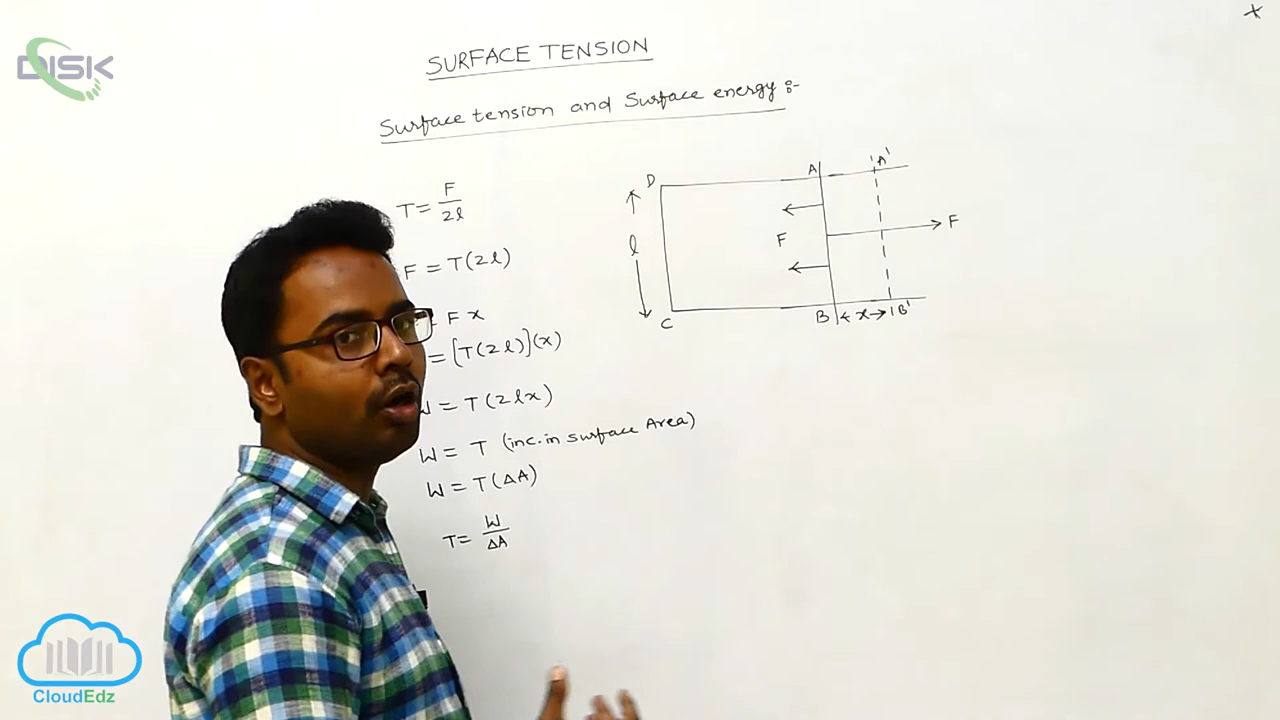 DISK
SURFACE TENSION
Surface tension and Surface energy :-
T = F/2l
F = T(2l)
F x
= [T(2l)](x)
W = T(2lx)
W = T (inc. in surface Area)
W = T(ΔA)
T = W/ΔA
D
A
A'
l
F
F
C
B
x
B'
CloudEdz